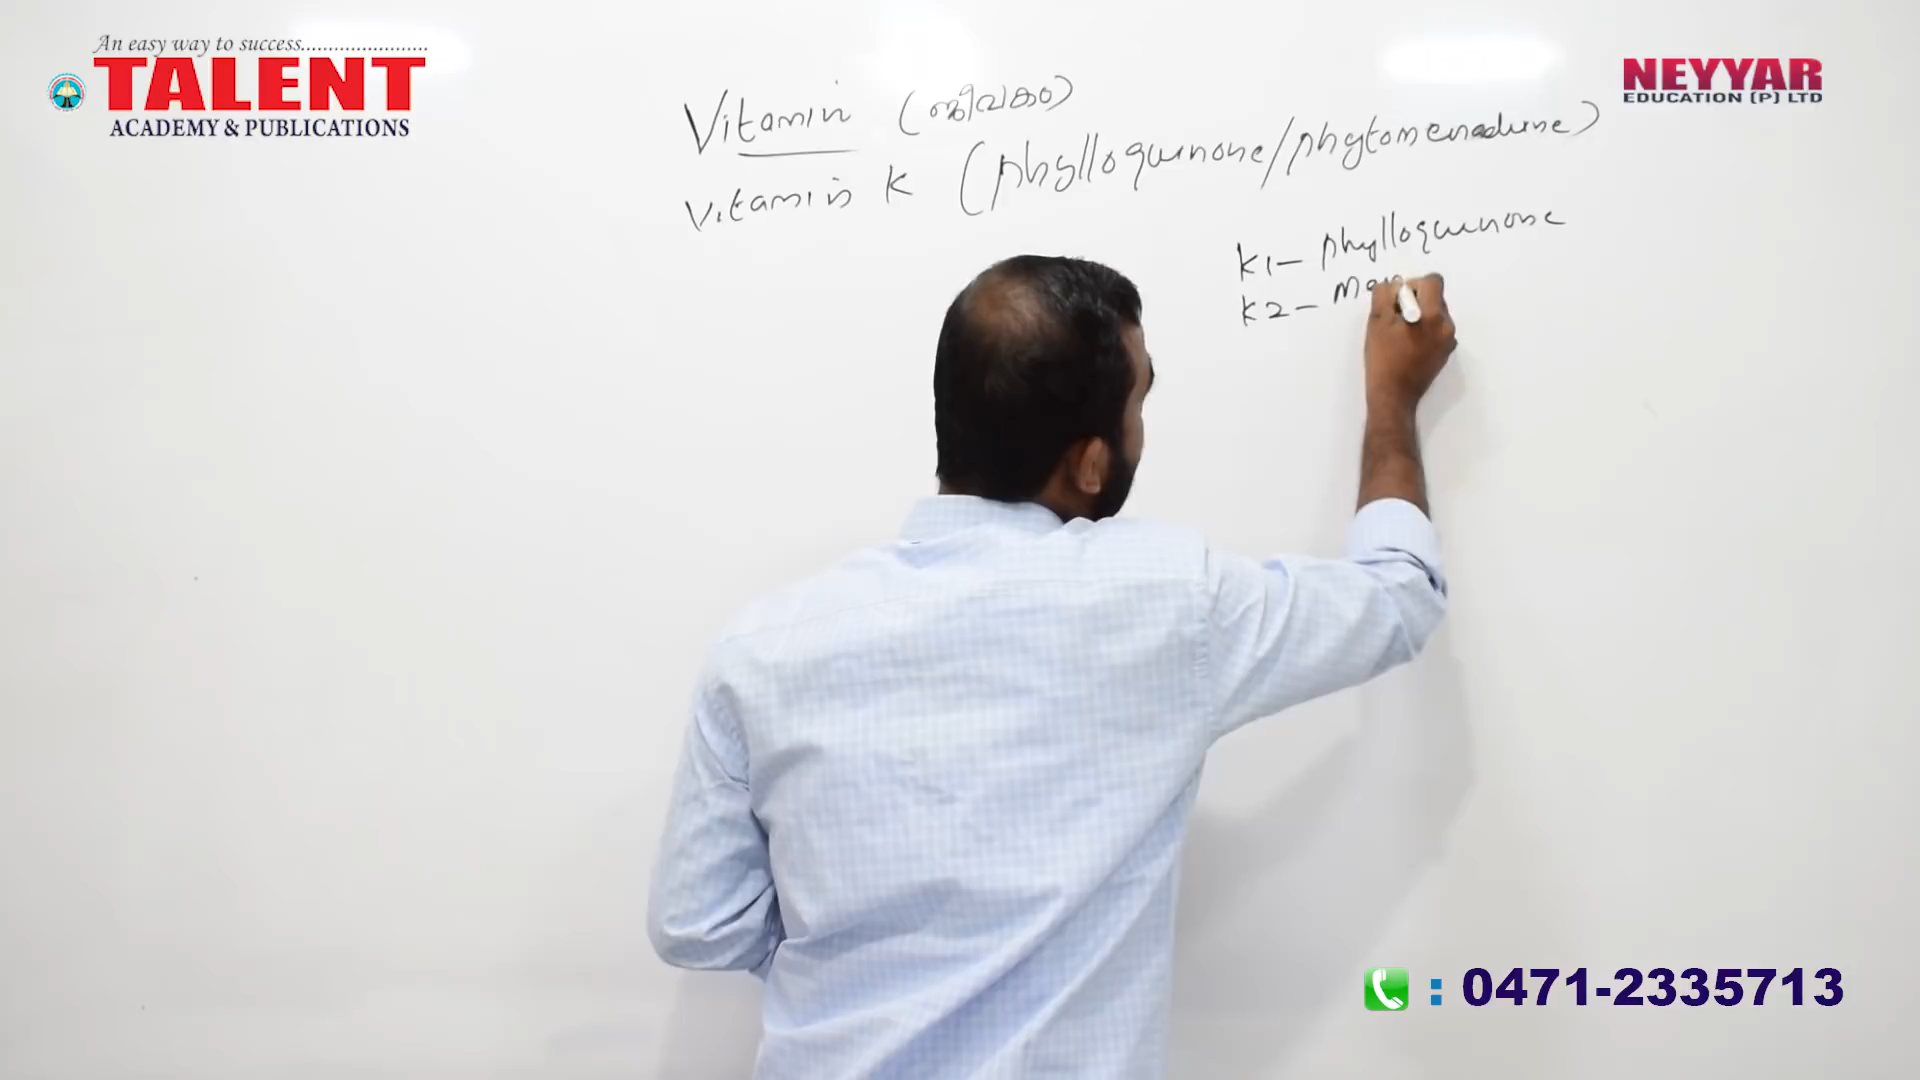 An easy way to success........................
TALENT
ACADEMY & PUBLICATIONS
NEYYAR
EDUCATION (P) LTD
Vitamin (ജീവകം)
Vitamin K (phylloquinone/phytomenadione)
K1 - phylloquinone
K2 -
: 0471-2335713